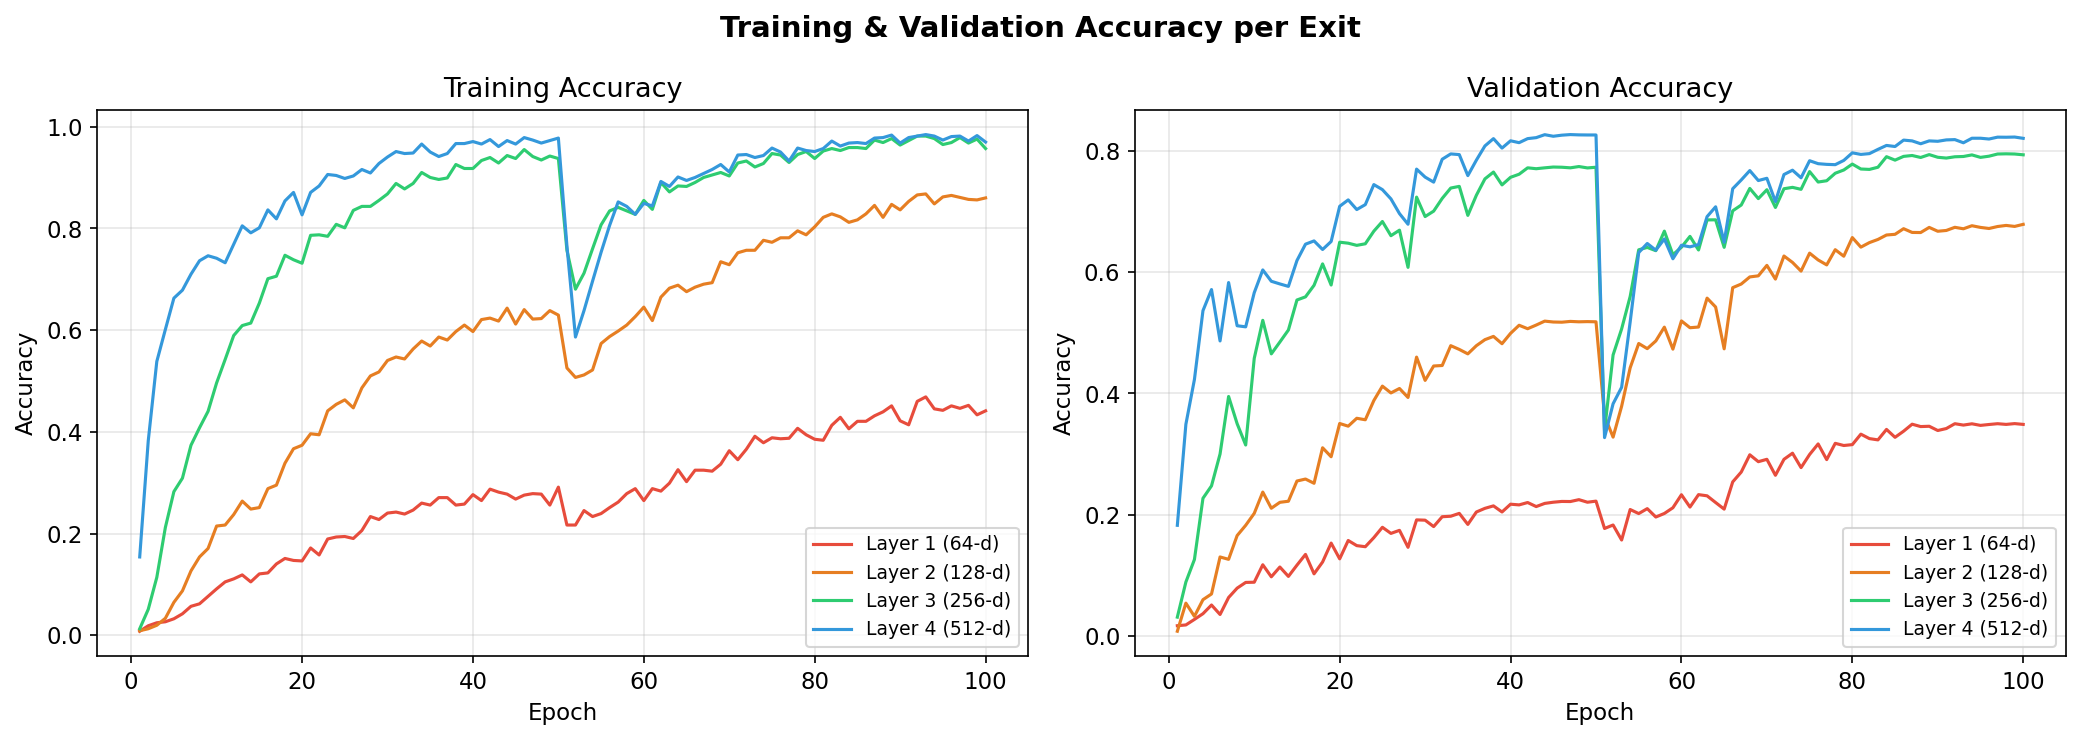 Training & Validation Accuracy per Exit
Training Accuracy
Accuracy
1.0
0.8
0.6
0.4
0.2
0.0
0
20
40
60
80
100
Epoch
Layer 1 (64-d)
Layer 2 (128-d)
Layer 3 (256-d)
Layer 4 (512-d)
Validation Accuracy
Accuracy
0.8
0.6
0.4
0.2
0.0
0
20
40
60
80
100
Epoch
Layer 1 (64-d)
Layer 2 (128-d)
Layer 3 (256-d)
Layer 4 (512-d)